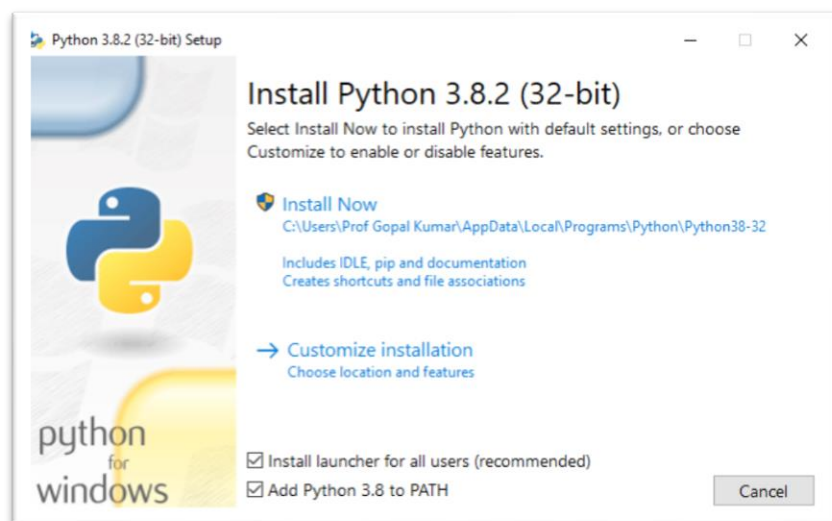 Python 3.8.2 (32-bit) Setup
Install Python 3.8.2 (32-bit)
Select Install Now to install Python with default settings, or choose
Customize to enable or disable features.
Install Now
C:\Users\Prof Gopal Kumar\AppData\Local\Programs\Python\Python38-32
Includes IDLE, pip and documentation
Creates shortcuts and file associations
Customize installation
Choose location and features
python
for
windows
Install launcher for all users (recommended)
Add Python 3.8 to PATH
Cancel